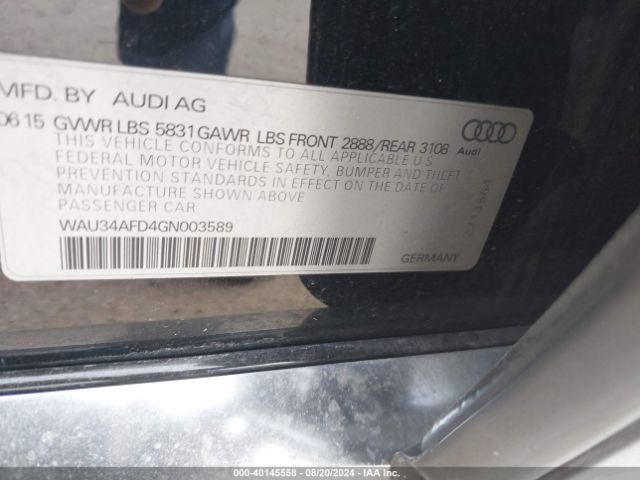 MFD. BY AUDI AG
06 15 GVWR LBS 5831 GAWR LBS FRONT 2888/REAR 3108
THIS VEHICLE CONFORMS TO ALL APPLICABLE U.S
FEDERAL MOTOR VEHICLE SAFETY, BUMPER AND THEFT
PREVENTION STANDARDS IN EFFECT ON THE DATE OF
MANUFACTURE SHOWN ABOVE
PASSENGER CAR
WAU34AFD4GN003589
Audi
GERMANY
000-40145558 - 08/20/2024 - IAAI.COM